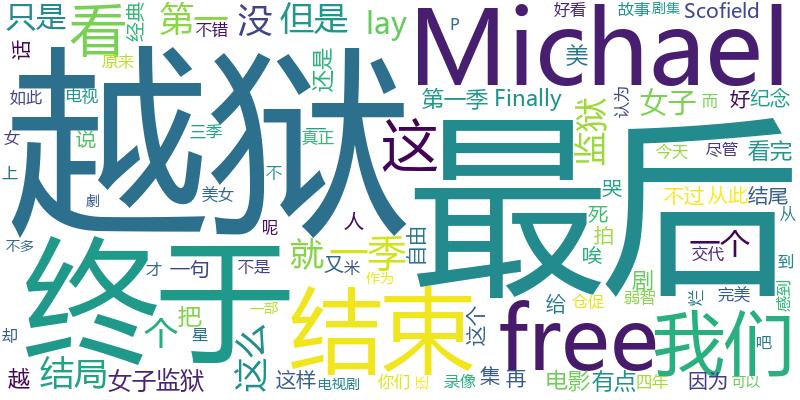 只是 看 经典 第一 不错 没 但是 lay P Michael 好看 故事 剧集 Scofield
话 原来 还是 美
如此 电视 越狱 第一季 Finally 监狱 认为 女子 而 好 纪念
女 说 三季 真正 这 最后 今天 尽管 看完
上 劇 美女 不 哭 不过 从此 结尾
不多 终于 呢 人 自由 死 拍 一个 从
才 一句 不是 就 一季 又 米 唉 剧 交代 到
却 个 把 星 作为 结束 这个 给 仓促 弱智 烂 完美 感到
一部 这么 free 我们 吧
越 结局 女子监狱 这样 电视剧 你们 录像 集 再 电影 有点 四年 因为 可以